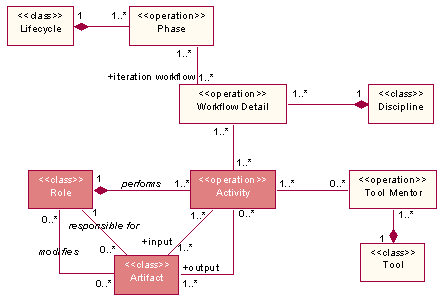 <<class>>
Lifecycle
1
1..*
<<operation>>
Phase
1..*
+iteration workflow
1..*
<<operation>>
Workflow Detail
1..*
1
<<class>>
Discipline
1..*
1..*
<<class>>
Role
1
performs
1..*
<<operation>>
Activity
1..*
0..*
<<operation>>
Tool Mentor
0..*
1
responsible for
1..*
0..*
1..*
modifies
0..*
+input
1
0..*
<<class>>
Artifact
+output
0..*
<<class>>
Tool